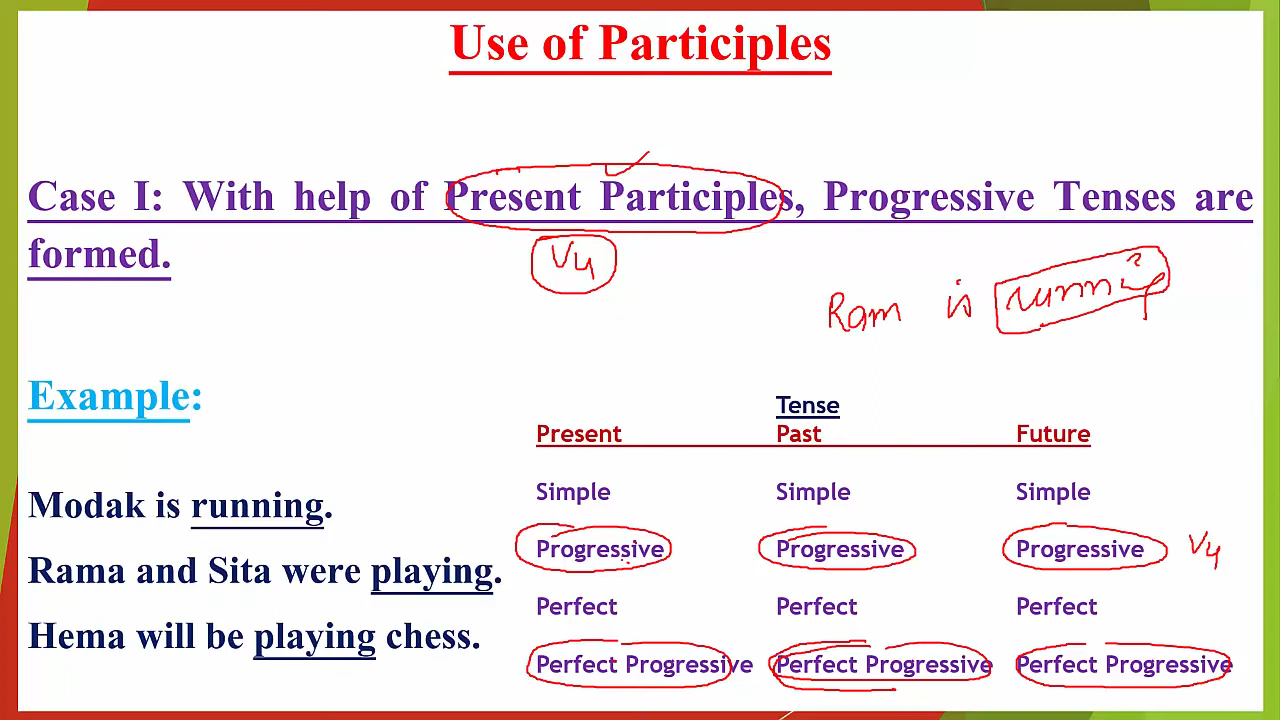 Use of Participles
Case I: With help of Present Participles, Progressive Tenses are
formed.
V4
Ram is running
Example:
Tense
Present Past Future
Simple Simple Simple
Modak is running.
Progressive Progressive Progressive V4
Rama and Sita were playing.
Perfect Perfect Perfect
Hema will be playing chess.
Perfect Progressive Perfect Progressive Perfect Progressive